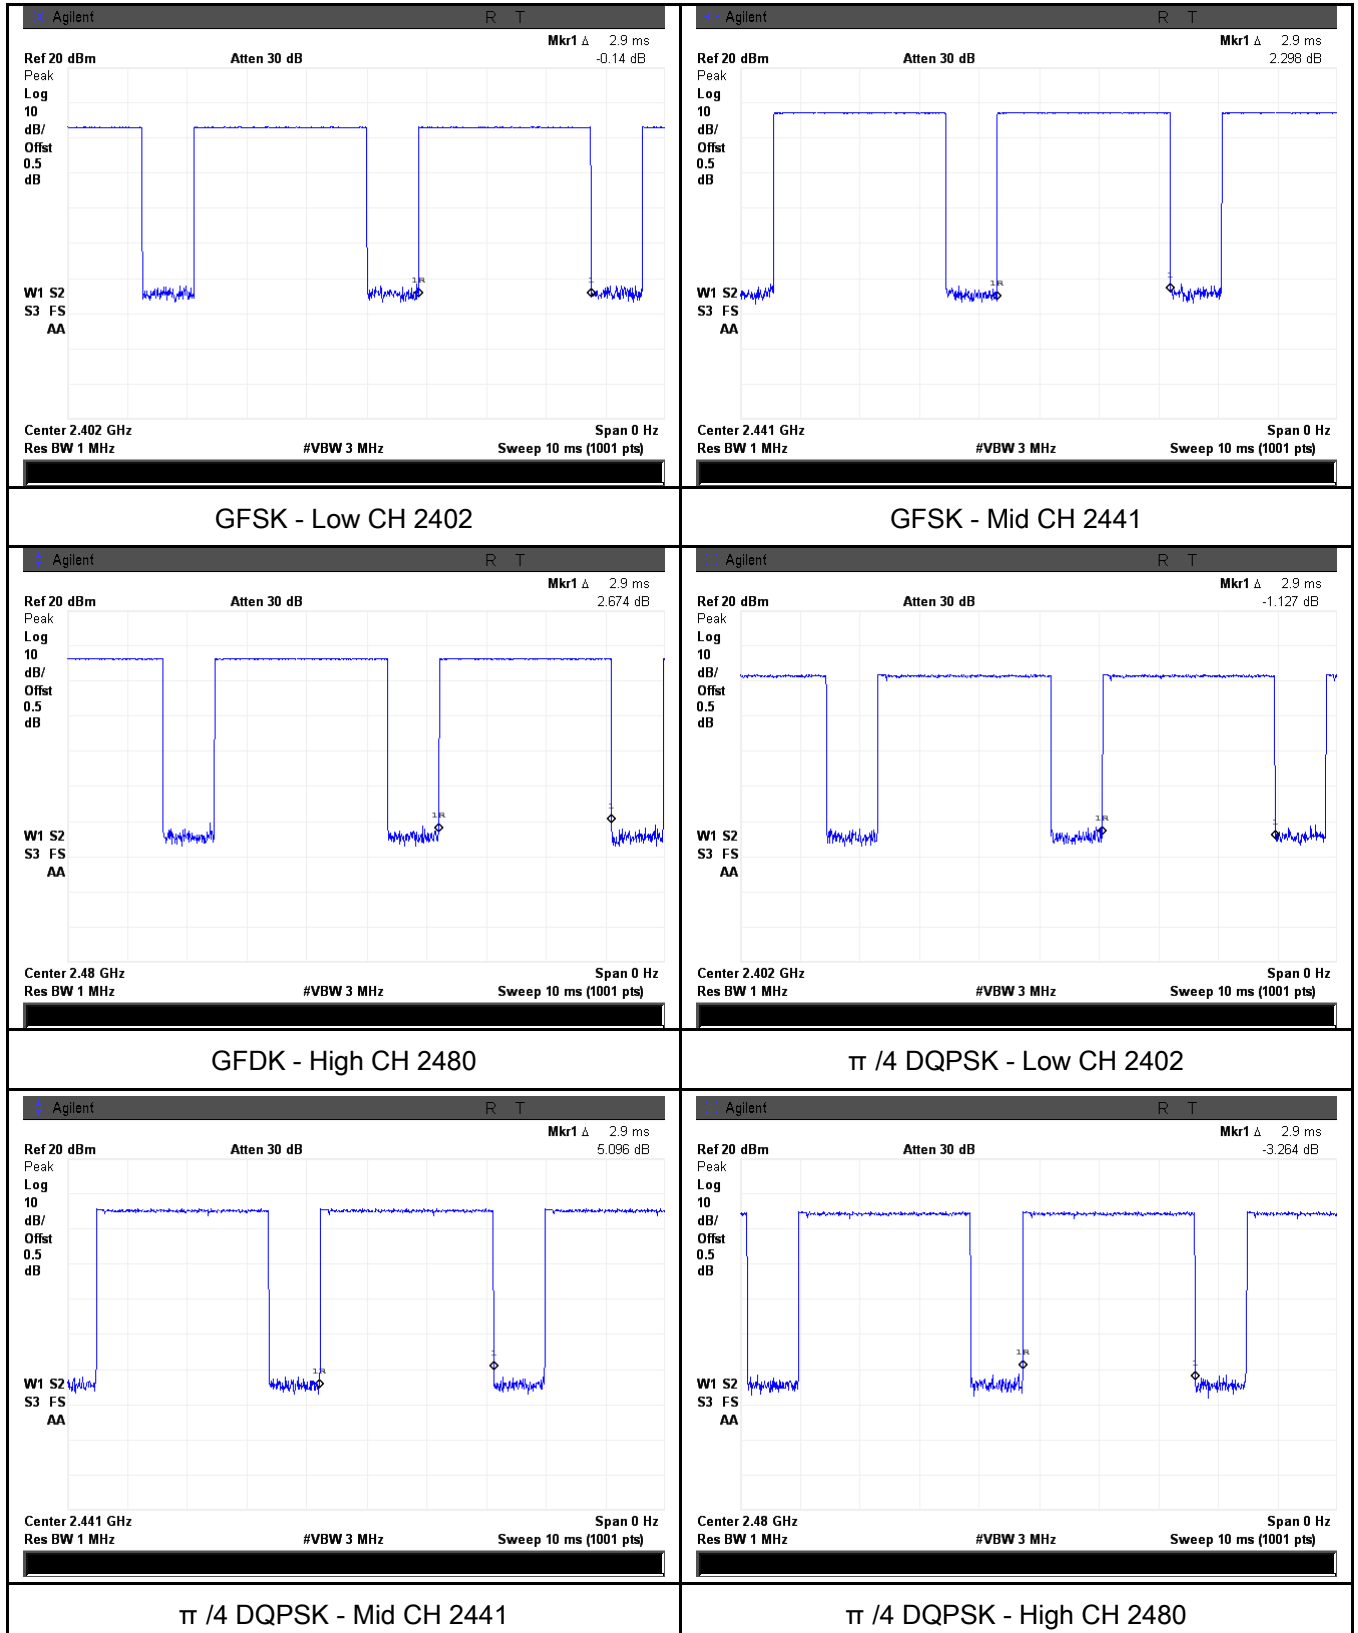 Agilent R T
Mkr1 Δ 2.9 ms
Ref 20 dBm Atten 30 dB -0.14 dB
Peak
Log
10
dB/
Offst
0.5
dB
1R
1
W1 S2
S3 FS
AA
Center 2.402 GHz Span 0 Hz
Res BW 1 MHz #VBW 3 MHz Sweep 10 ms (1001 pts)
GFSK - Low CH 2402
Agilent R T
Mkr1 Δ 2.9 ms
Ref 20 dBm Atten 30 dB 2.298 dB
Peak
Log
10
dB/
Offst
0.5
dB
1R
1
W1 S2
S3 FS
AA
Center 2.441 GHz Span 0 Hz
Res BW 1 MHz #VBW 3 MHz Sweep 10 ms (1001 pts)
GFSK - Mid CH 2441
Agilent R T
Mkr1 Δ 2.9 ms
Ref 20 dBm Atten 30 dB 2.674 dB
Peak
Log
10
dB/
Offst
0.5
dB
1R
1
W1 S2
S3 FS
AA
Center 2.48 GHz Span 0 Hz
Res BW 1 MHz #VBW 3 MHz Sweep 10 ms (1001 pts)
GFDK - High CH 2480
Agilent R T
Mkr1 Δ 2.9 ms
Ref 20 dBm Atten 30 dB -1.127 dB
Peak
Log
10
dB/
Offst
0.5
dB
1R
1
W1 S2
S3 FS
AA
Center 2.402 GHz Span 0 Hz
Res BW 1 MHz #VBW 3 MHz Sweep 10 ms (1001 pts)
π /4 DQPSK - Low CH 2402
Agilent R T
Mkr1 Δ 2.9 ms
Ref 20 dBm Atten 30 dB 5.096 dB
Peak
Log
10
dB/
Offst
0.5
dB
1R
1
W1 S2
S3 FS
AA
Center 2.441 GHz Span 0 Hz
Res BW 1 MHz #VBW 3 MHz Sweep 10 ms (1001 pts)
π /4 DQPSK - Mid CH 2441
Agilent R T
Mkr1 Δ 2.9 ms
Ref 20 dBm Atten 30 dB -3.264 dB
Peak
Log
10
dB/
Offst
0.5
dB
1R
1
W1 S2
S3 FS
AA
Center 2.48 GHz Span 0 Hz
Res BW 1 MHz #VBW 3 MHz Sweep 10 ms (1001 pts)
π /4 DQPSK - High CH 2480